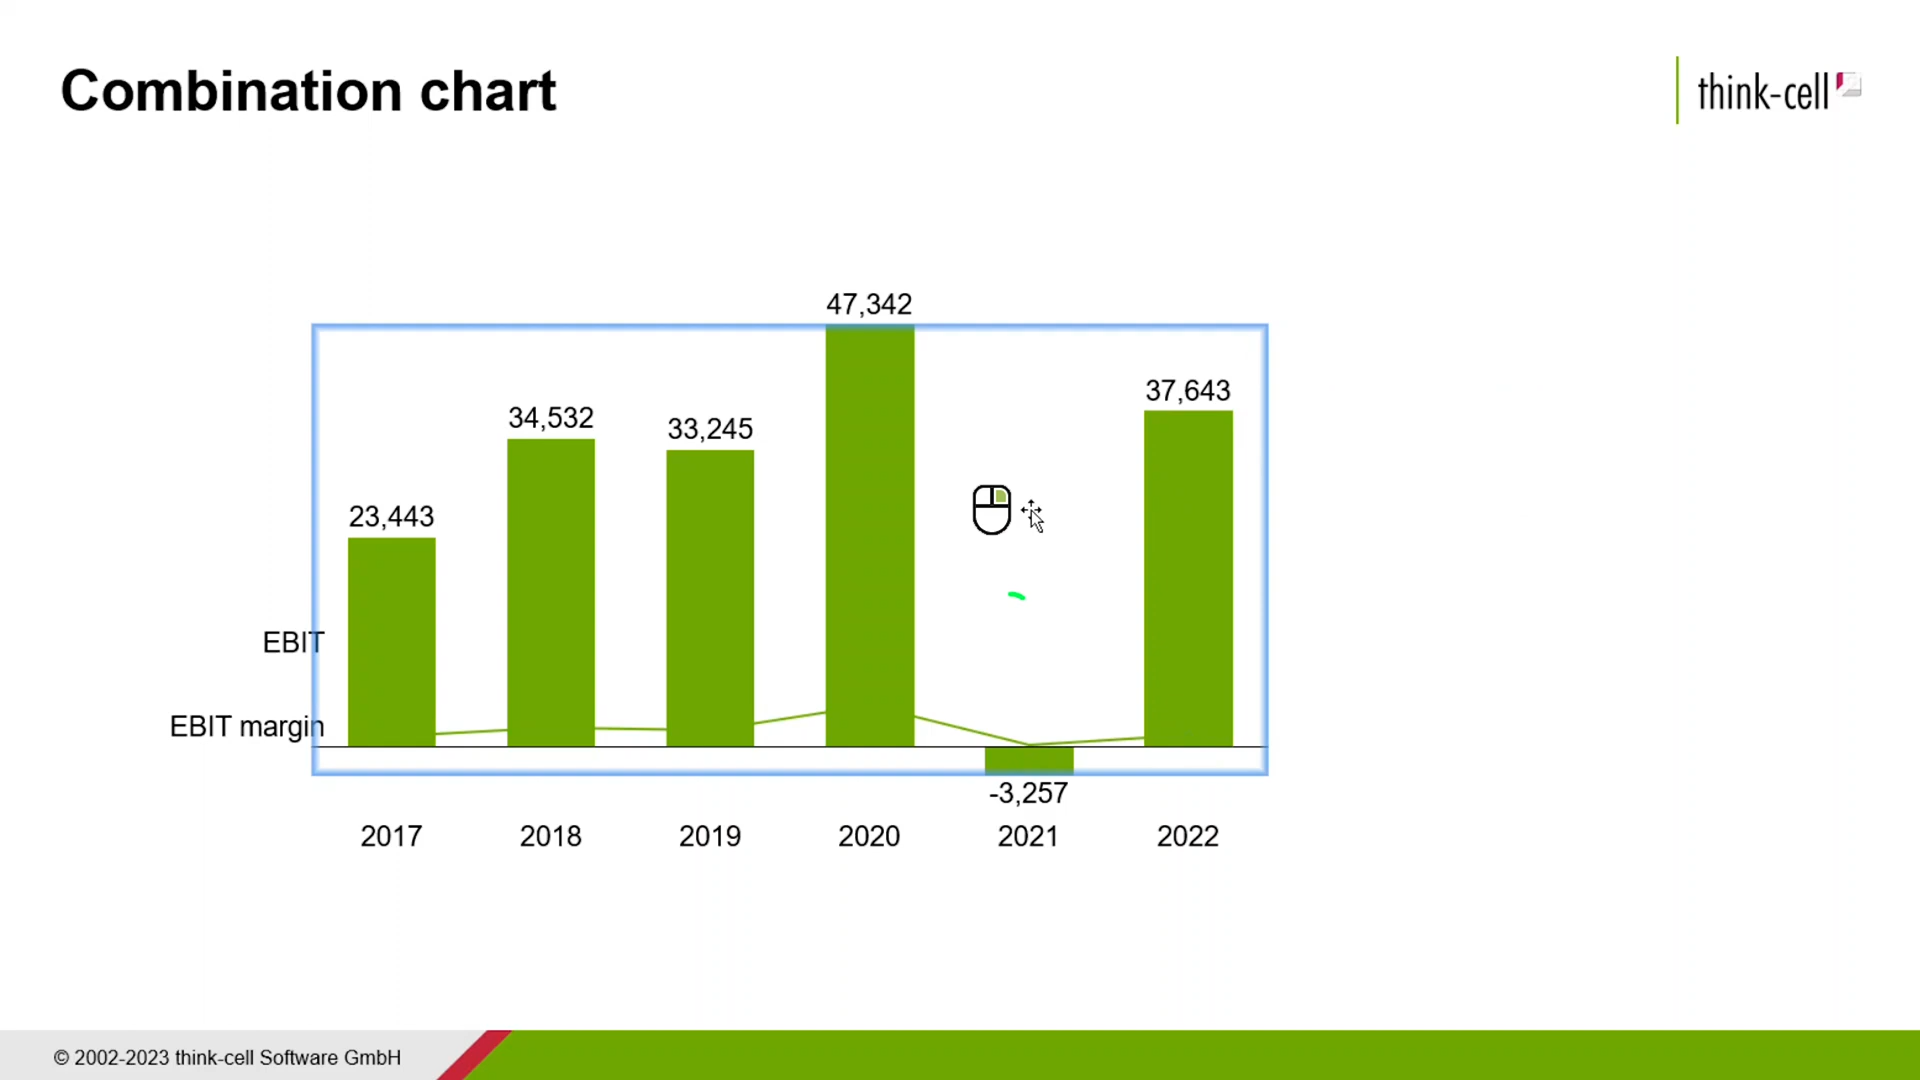 Combination chart
think-cell
47,342
37,643
34,532
33,245
23,443
EBIT
EBIT margin
-3,257
2017 2018 2019 2020 2021 2022
© 2002-2023 think-cell Software GmbH